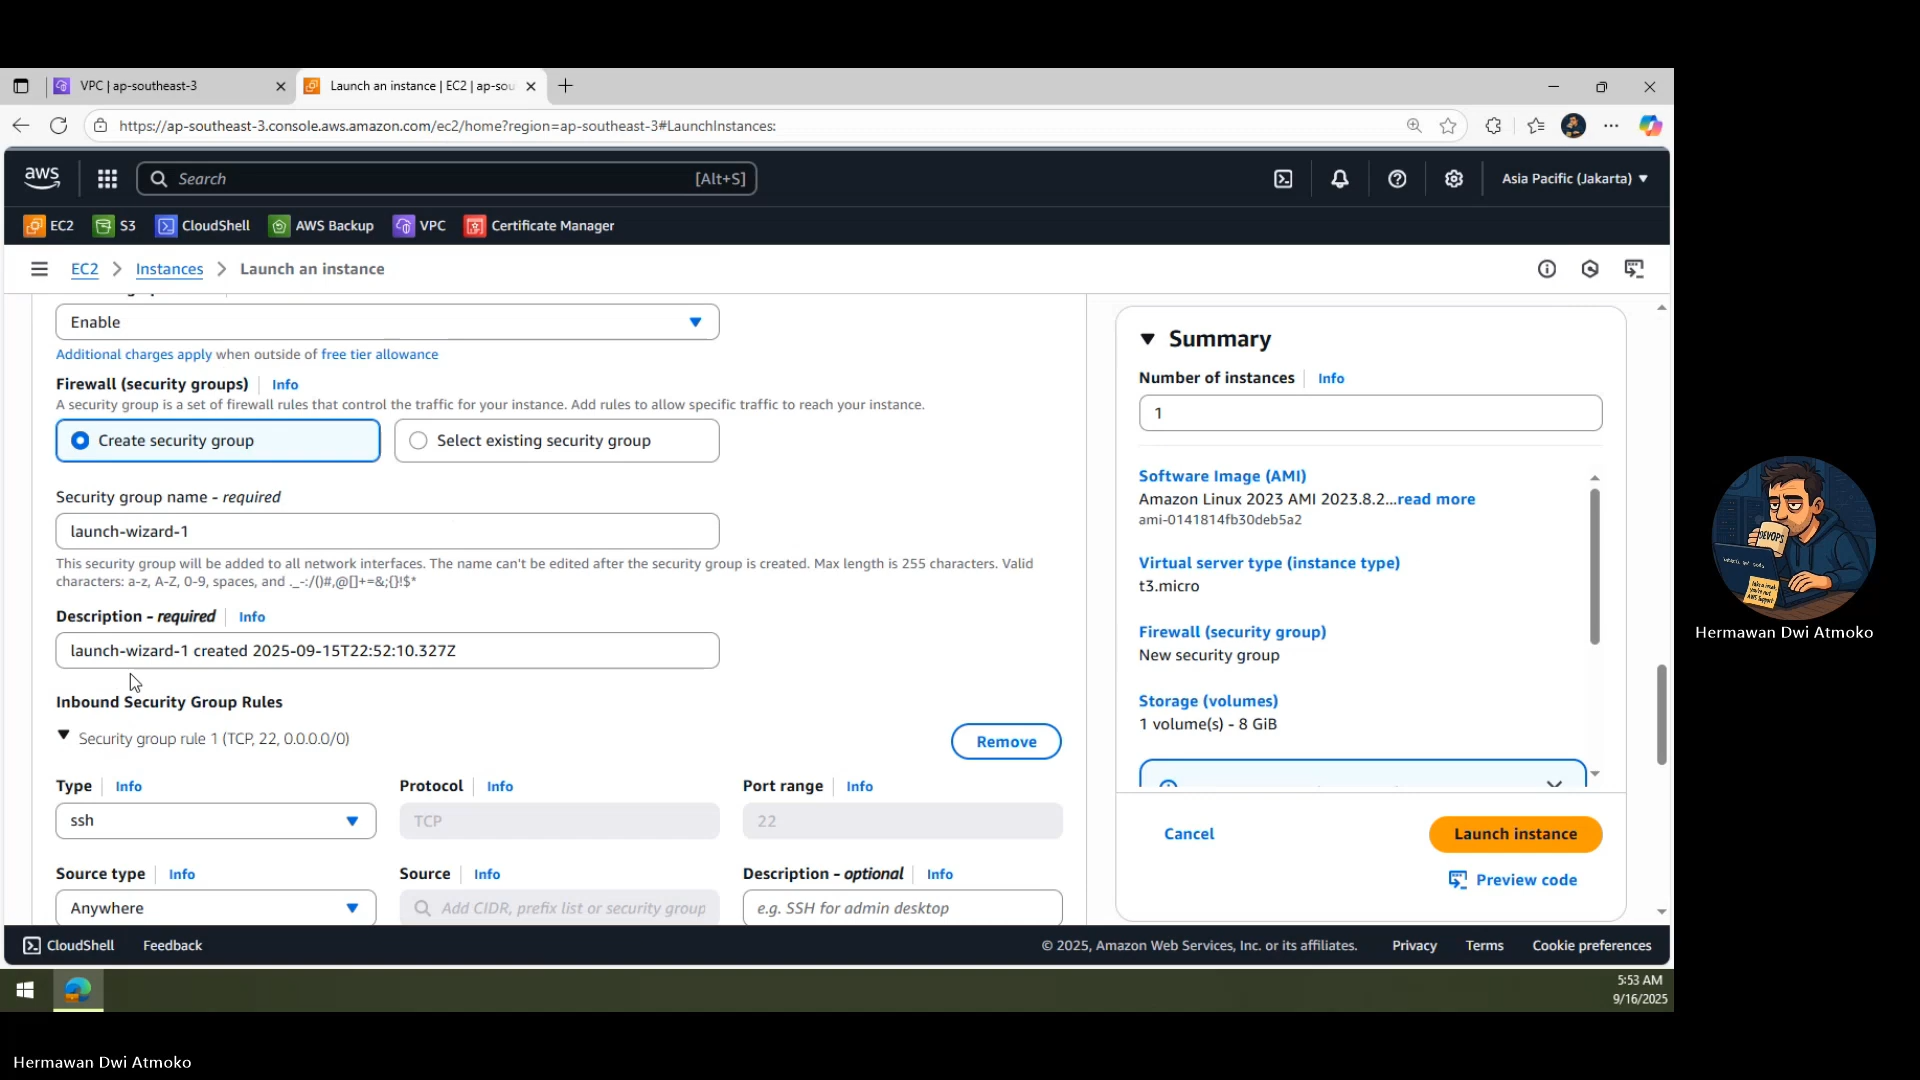 VPC | ap-southeast-3
Launch an instance | EC2 | ap-sou
https://ap-southeast-3.console.aws.amazon.com/ec2/home?region=ap-southeast-3#LaunchInstances:
aws
Search
[Alt+S]
Asia Pacific (Jakarta)
EC2
S3
CloudShell
AWS Backup
VPC
Certificate Manager
EC2
Instances
Launch an instance
Enable
Additional charges apply when outside of free tier allowance
Firewall (security groups)
Info
A security group is a set of firewall rules that control the traffic for your instance. Add rules to allow specific traffic to reach your instance.
Create security group
Select existing security group
Security group name - required
launch-wizard-1
This security group will be added to all network interfaces. The name can't be edited after the security group is created. Max length is 255 characters. Valid
characters: a-z, A-Z, 0-9, spaces, and ._-:/()#,@[]+=&;{}!$*
Description - required
Info
launch-wizard-1 created 2025-09-15T22:52:10.327Z
Inbound Security Group Rules
Security group rule 1 (TCP, 22, 0.0.0.0/0)
Remove
Type
Info
Protocol
Info
Port range
Info
ssh
TCP
22
Source type
Info
Source
Info
Description - optional
Info
Anywhere
Add CIDR, prefix list or security group
e.g. SSH for admin desktop
Summary
Number of instances
Info
1
Software Image (AMI)
Amazon Linux 2023 AMI 2023.8.2...read more
ami-0141814fb30deb5a2
Virtual server type (instance type)
t3.micro
Firewall (security group)
New security group
Storage (volumes)
1 volume(s) - 8 GiB
Cancel
Launch instance
Preview code
CloudShell
Feedback
© 2025, Amazon Web Services, Inc. or its affiliates.
Privacy
Terms
Cookie preferences
5:53 AM
9/16/2025
DEVOPS
Hermawan Dwi Atmoko
Hermawan Dwi Atmoko